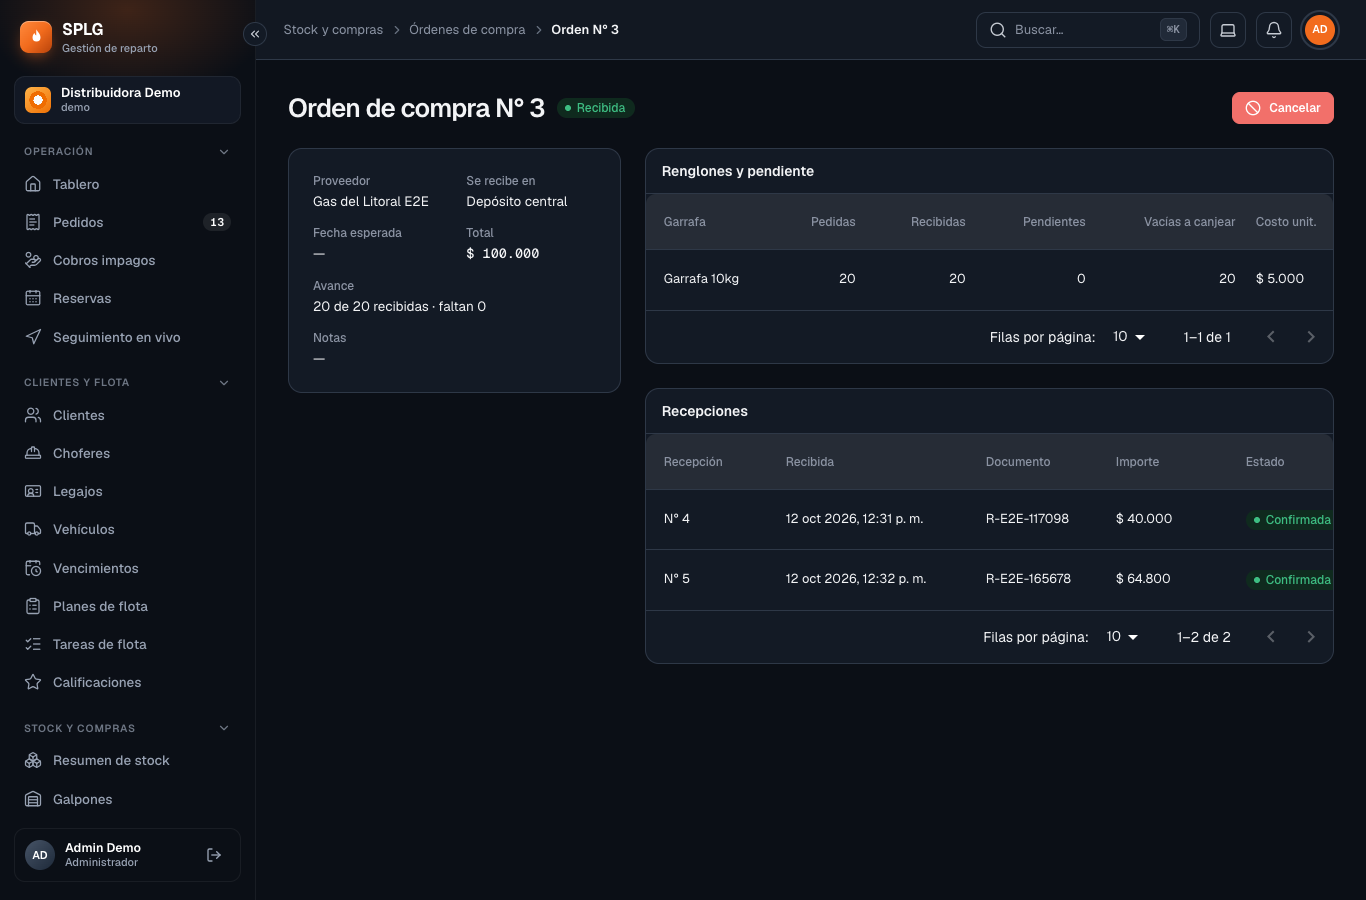 SPLG
Gestión de reparto
Distribuidora Demo
demo
OPERACIÓN
Tablero
Pedidos 13
Cobros impagos
Reservas
Seguimiento en vivo
CLIENTES Y FLOTA
Clientes
Choferes
Legajos
Vehículos
Vencimientos
Planes de flota
Tareas de flota
Calificaciones
STOCK Y COMPRAS
Resumen de stock
Galpones
AD Admin Demo
Administrador
Stock y compras Órdenes de compra Orden N° 3
Buscar... ⌘K AD
Orden de compra N° 3 Recibida Cancelar
Proveedor Se recibe en
Gas del Litoral E2E Depósito central
Fecha esperada Total
— $ 100.000
Avance
20 de 20 recibidas · faltan 0
Notas
—
Renglones y pendiente
Garrafa Pedidas Recibidas Pendientes Vacías a canjear Costo unit.
Garrafa 10kg 20 20 0 20 $ 5.000
Filas por página: 10 1–1 de 1
Recepciones
Recepción Recibida Documento Importe Estado
N° 4 12 oct 2026, 12:31 p. m. R-E2E-117098 $ 40.000 Confirmada
N° 5 12 oct 2026, 12:32 p. m. R-E2E-165678 $ 64.800 Confirmada
Filas por página: 10 1–2 de 2